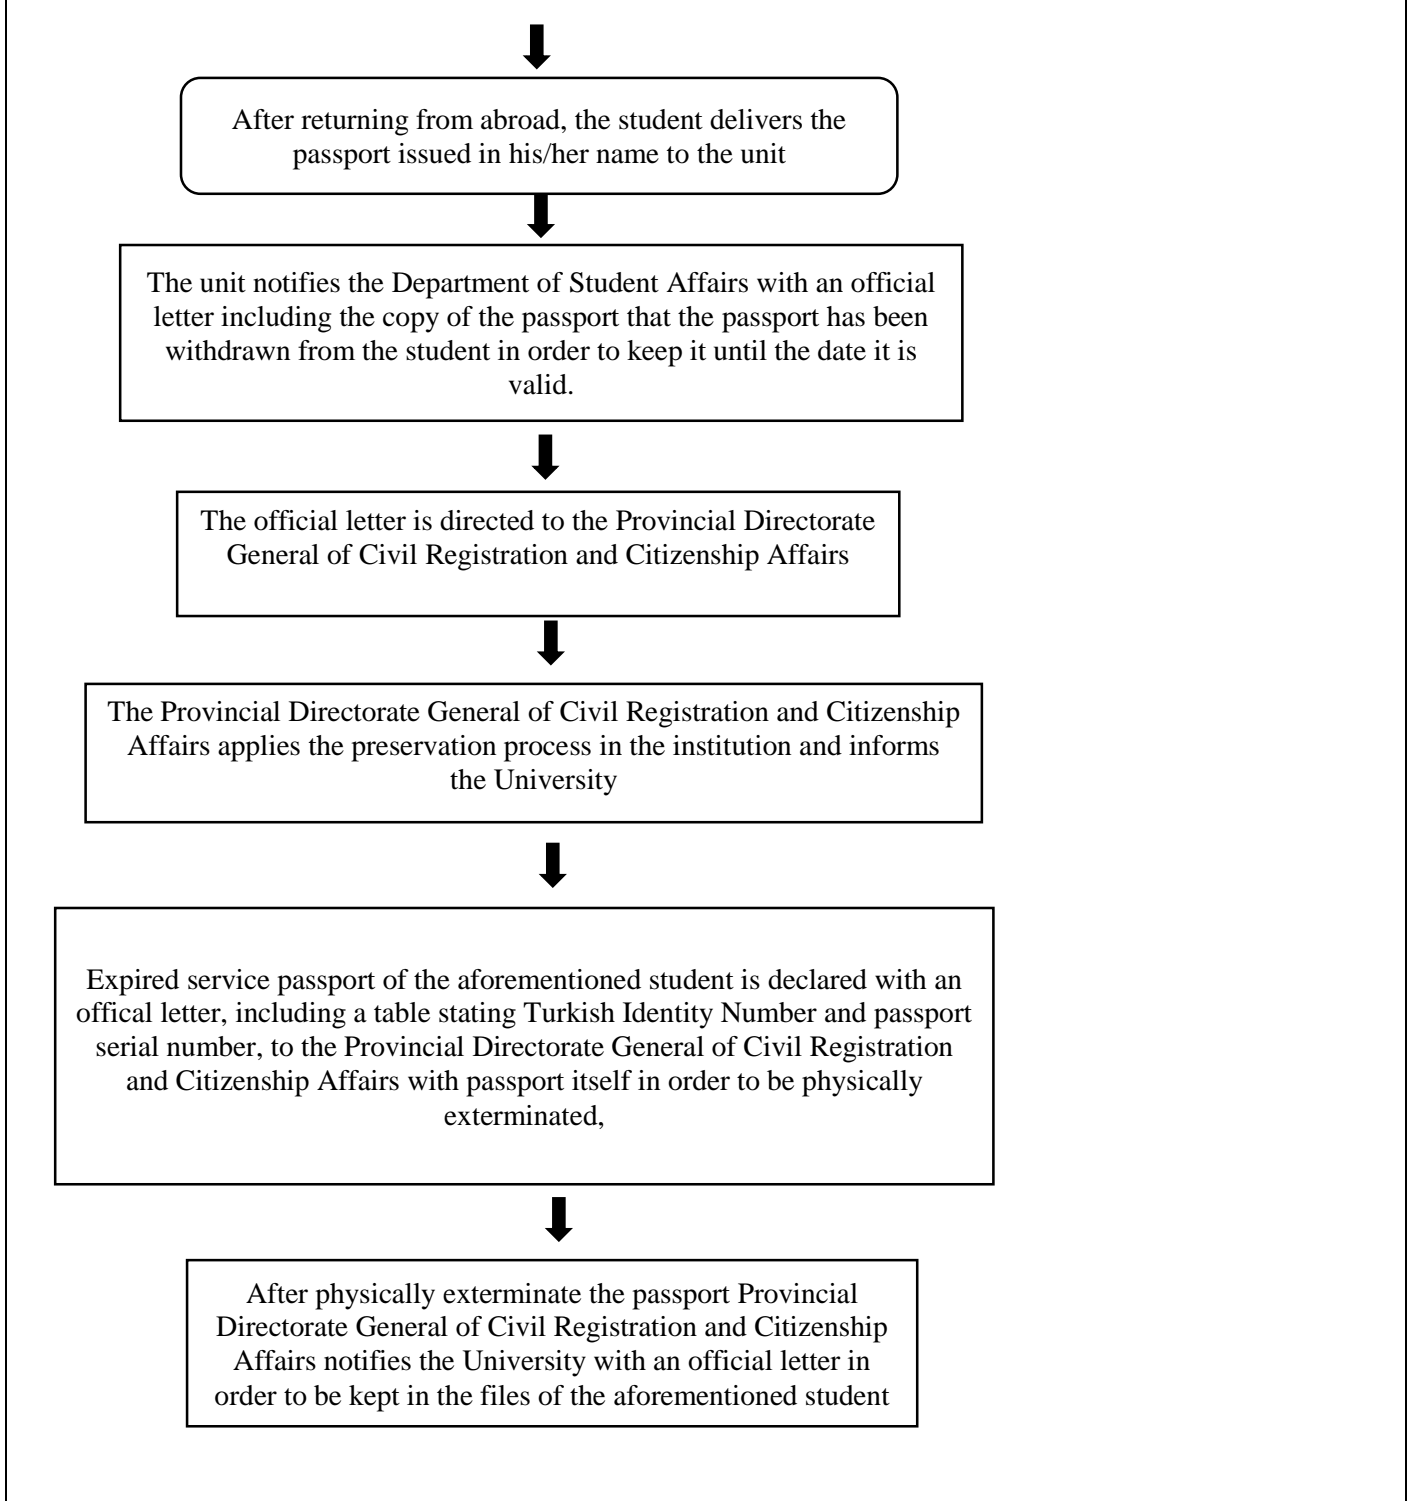 After returning from abroad, the student delivers the
passport issued in his/her name to the unit
The unit notifies the Department of Student Affairs with an official
letter including the copy of the passport that the passport has been
withdrawn from the student in order to keep it until the date it is
valid.
The official letter is directed to the Provincial Directorate
General of Civil Registration and Citizenship Affairs
The Provincial Directorate General of Civil Registration and Citizenship
Affairs applies the preservation process in the institution and informs
the University
Expired service passport of the aforementioned student is declared with an
offical letter, including a table stating Turkish Identity Number and passport
serial number, to the Provincial Directorate General of Civil Registration
and Citizenship Affairs with passport itself in order to be physically
exterminated,
After physically exterminate the passport Provincial
Directorate General of Civil Registration and Citizenship
Affairs notifies the University with an official letter in
order to be kept in the files of the aforementioned student